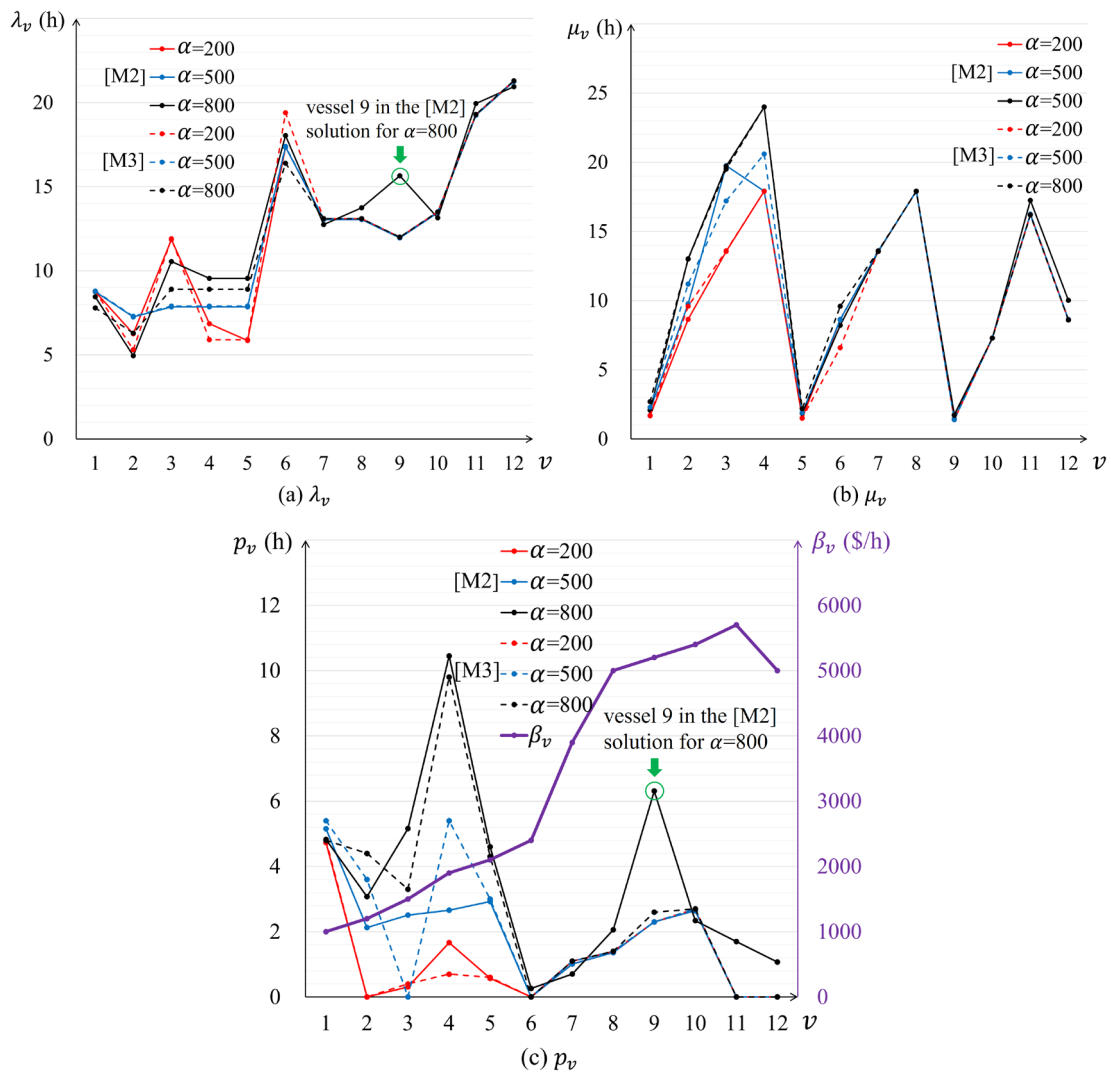 λ_v (h)
α=200
[M2] α=500
α=800
α=200
[M3] α=500
α=800
vessel 9 in the [M2]
solution for α=800
20
15
10
5
0
1 2 3 4 5 6 7 8 9 10 11 12 v
(a) λ_v
μ_v (h)
α=200
[M2] α=500
α=500
α=200
[M3] α=500
α=800
25
20
15
10
5
0
1 2 3 4 5 6 7 8 9 10 11 12 v
(b) μ_v
p_v (h)
β_v ($/h)
α=200
[M2] α=500
α=800
α=200
[M3] α=500
α=800
β_v
vessel 9 in the [M2]
solution for α=800
12 6000
10 5000
8 4000
6 3000
4 2000
2 1000
0 0
1 2 3 4 5 6 7 8 9 10 11 12 v
(c) p_v